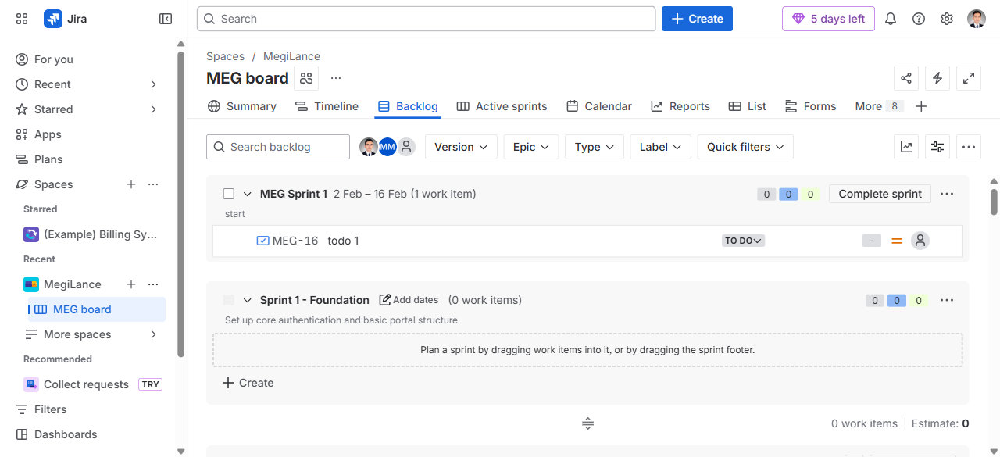 Jira
Search
Create
5 days left
For you
Recent
Starred
Apps
Plans
Spaces
Starred
(Example) Billing Sy...
Recent
MegiLance
MEG board
More spaces
Recommended
Collect requests TRY
Filters
Dashboards
Spaces / MegiLance
MEG board
Summary Timeline Backlog Active sprints Calendar Reports List Forms More 8
Search backlog MM Version Epic Type Label Quick filters
MEG Sprint 1 2 Feb – 16 Feb (1 work item) 0 0 0 Complete sprint
start
MEG-16 todo 1 TO DO -
Sprint 1 - Foundation Add dates (0 work items) 0 0 0
Set up core authentication and basic portal structure
Plan a sprint by dragging work items into it, or by dragging the sprint footer.
Create
0 work items Estimate: 0